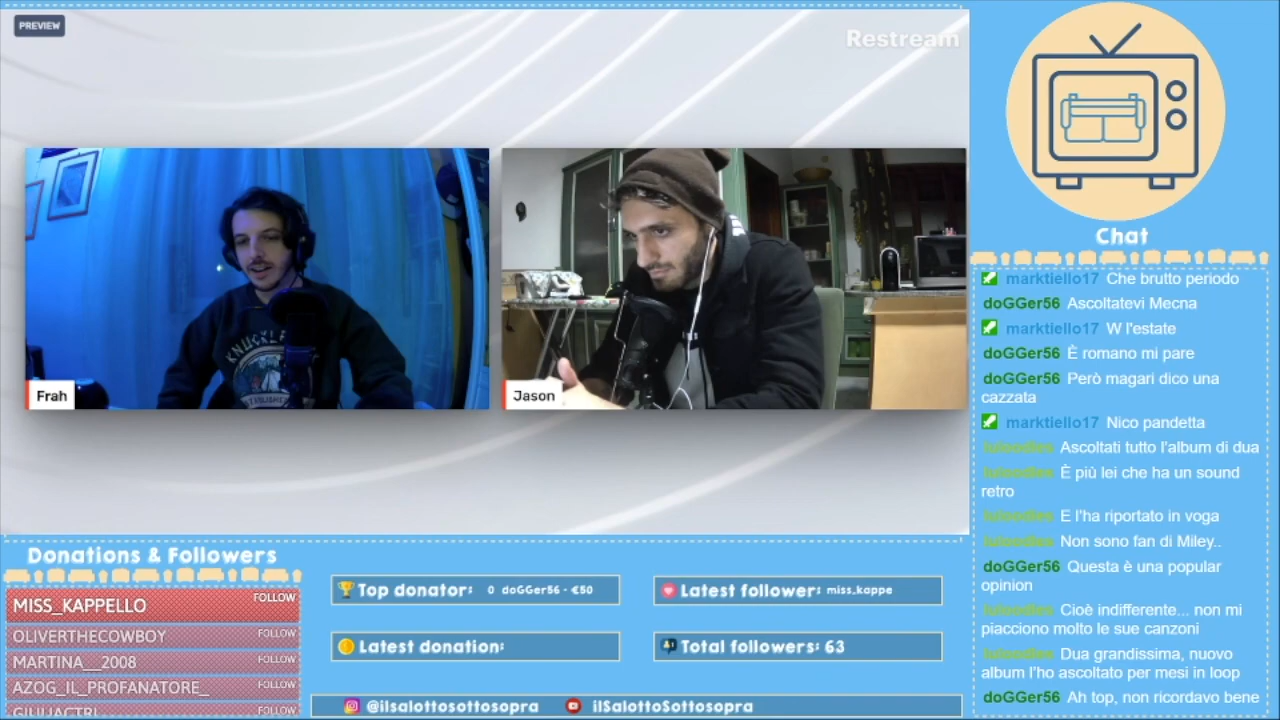 PREVIEW
Restream
Frah
Jason
Chat
marktiello17 Che brutto periodo
doGGer56 Ascoltatevi Mecna
marktiello17 W l'estate
doGGer56 È romano mi pare
doGGer56 Però magari dico una
cazzata
marktiello17 Nico pandetta
Ascoltati tutto l'album di dua
È più lei che ha un sound
retro
E l'ha riportato in voga
Non sono fan di Miley..
doGGer56 Questa è una popular
opinion
Cioè indifferente... non mi
piacciono molto le sue canzoni
Dua grandissima, nuovo
album l'ho ascoltato per mesi in loop
doGGer56 Ah top, non ricordavo bene
Donations & Followers
MISS_KAPPELLO FOLLOW
OLIVERTHECOWBOY FOLLOW
MARTINA__2008 FOLLOW
AZOG_IL_PROFANATORE_ FOLLOW
FOLLOW
Top donator: 0 doGGer56 - €50
Latest follower: miss_kappe
Latest donation:
Total followers: 63
@ilsalottosottosopra
ilSalottoSottosopra